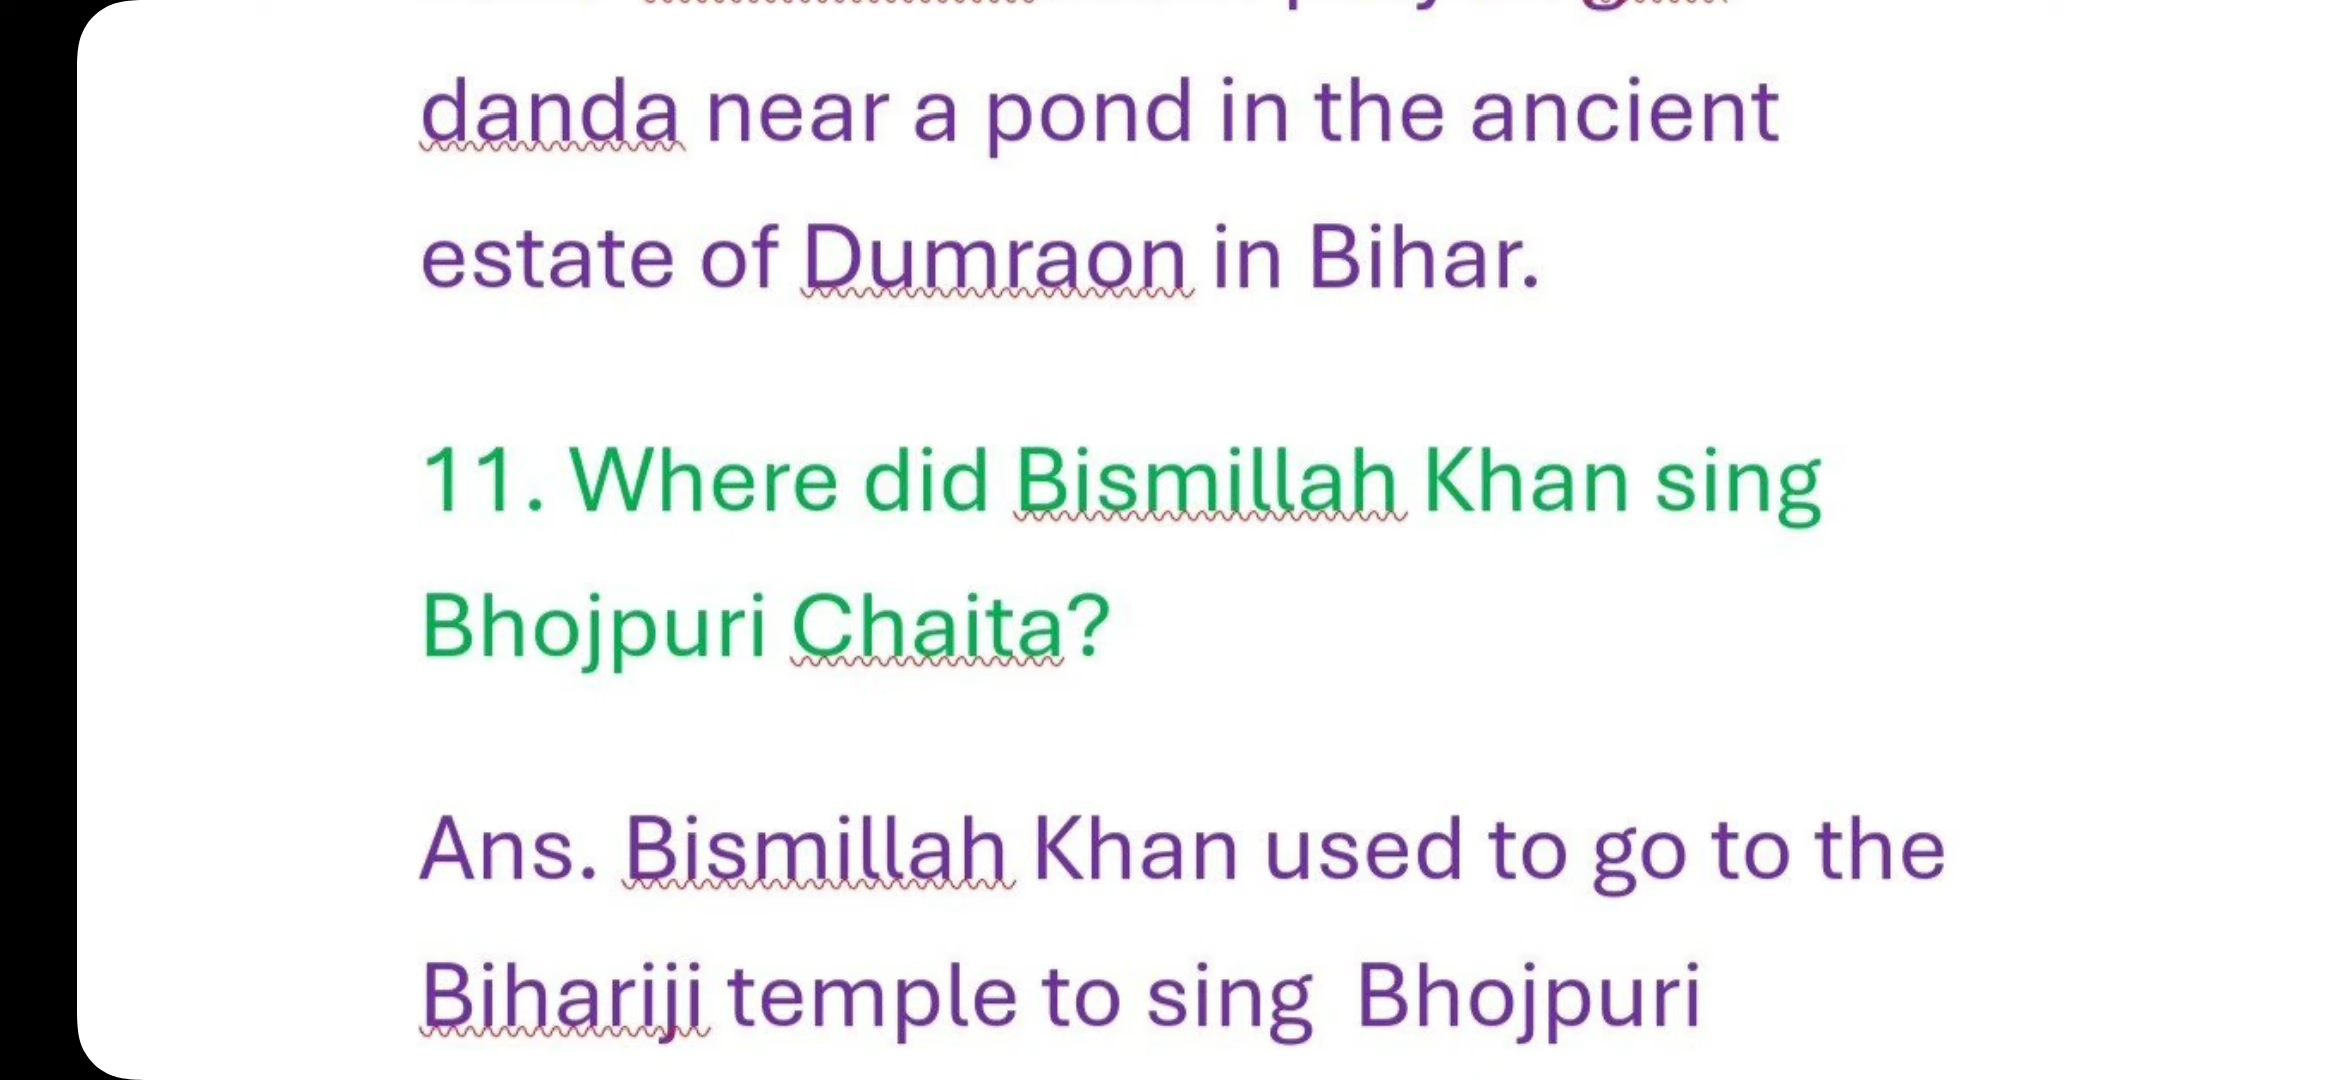 danda near a pond in the ancient
estate of Dumraon in Bihar.
11. Where did Bismillah Khan sing
Bhojpuri Chaita?
Ans. Bismillah Khan used to go to the
Bihariji temple to sing  Bhojpuri